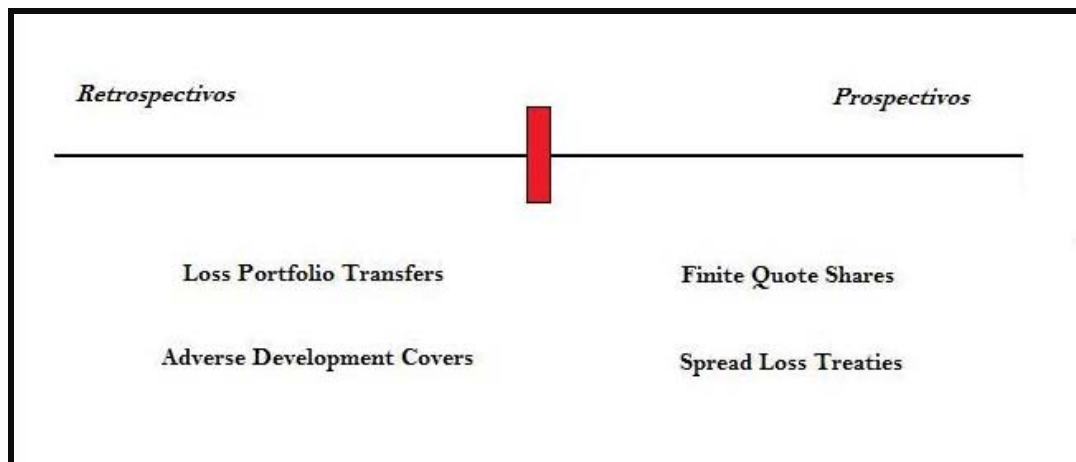 Retrospectivos
Prospectivos
Loss Portfolio Transfers
Finite Quote Shares
Adverse Development Covers
Spread Loss Treaties